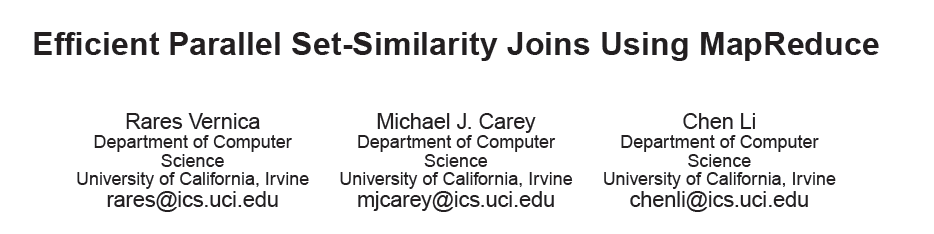 Efficient Parallel Set-Similarity Joins Using MapReduce
Rares Vernica
Department of Computer
Science
University of California, Irvine
rares@ics.uci.edu
Michael J. Carey
Department of Computer
Science
University of California, Irvine
mjcarey@ics.uci.edu
Chen Li
Department of Computer
Science
University of California, Irvine
chenli@ics.uci.edu